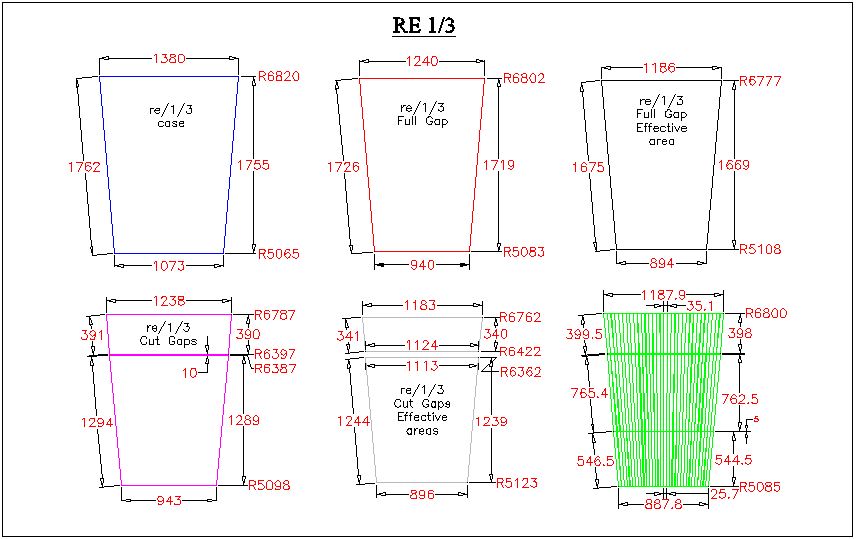 RE 1/3
1380
R6820
re/1/3
case
1762
1755
R5065
1073
1240
R6802
re/1/3
Full Gap
1726
1719
R5083
940
1186
R6777
re/1/3
Full Gap
Effective
area
1675
1669
R5108
894
1238
R6787
re/1/3
Cut Gaps
391
390
R6397
R6387
10
1294
1289
R5098
943
1183
R6762
341
340
1124
R6422
1113
R6362
re/1/3
Cut Gaps
Effective
areas
1244
1239
R5123
896
1187.9
35.1
R6800
399.5
398
765.4
762.5
5
546.5
544.5
R5085
25.7
887.8